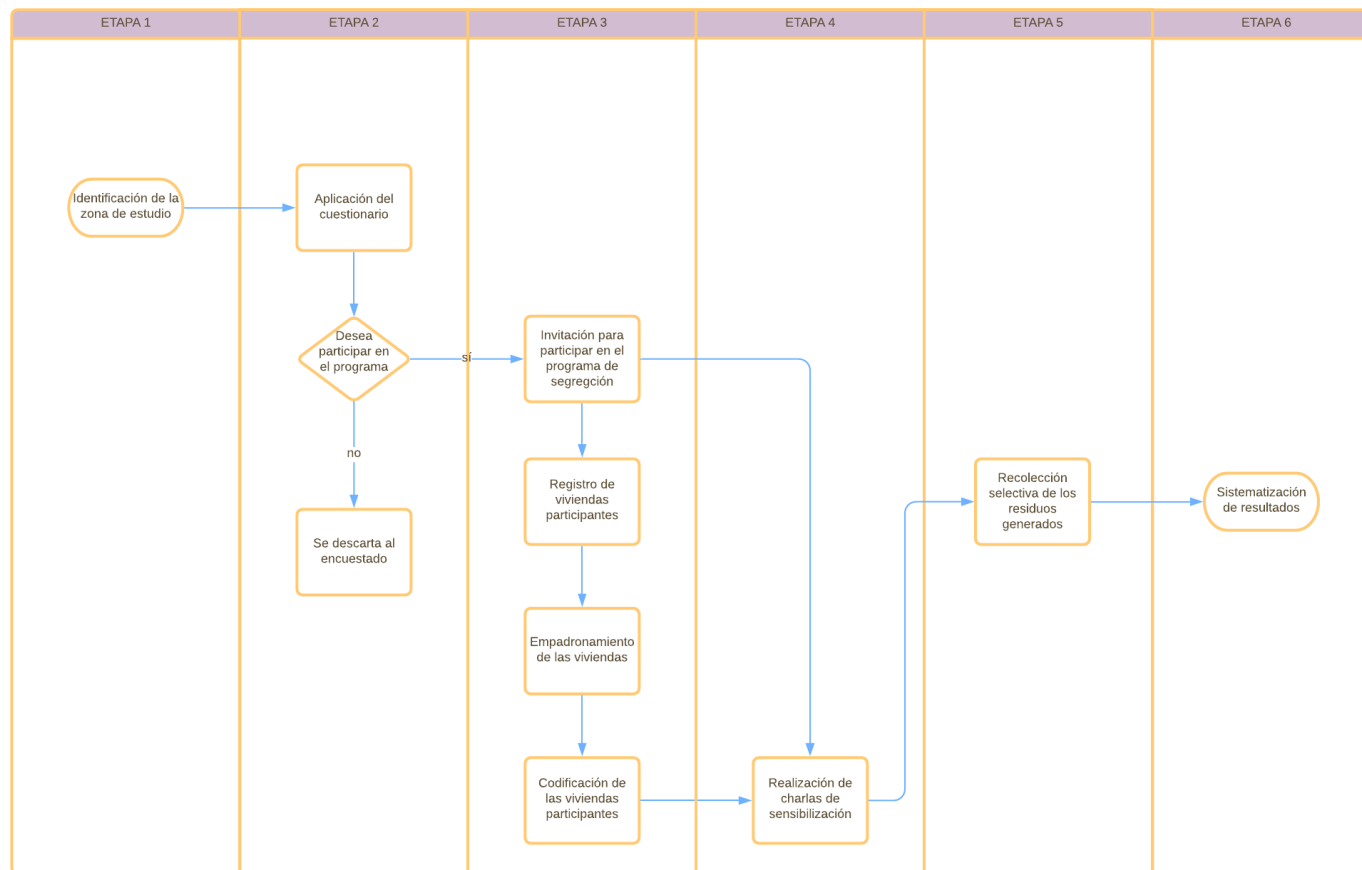 ETAPA 1
ETAPA 2
ETAPA 3
ETAPA 4
ETAPA 5
ETAPA 6
Identificación de la
zona de estudio
Aplicación del
cuestionario
Desea
participar en
el programa
sí
no
Se descarta al
encuestado
Invitación para
participar en el
programa de
segregción
Registro de
viviendas
participantes
Empadronamiento
de las viviendas
Codificación de
las viviendas
participantes
Realización de
charlas de
sensibilización
Recolección
selectiva de los
residuos
generados
Sistematización
de resultados